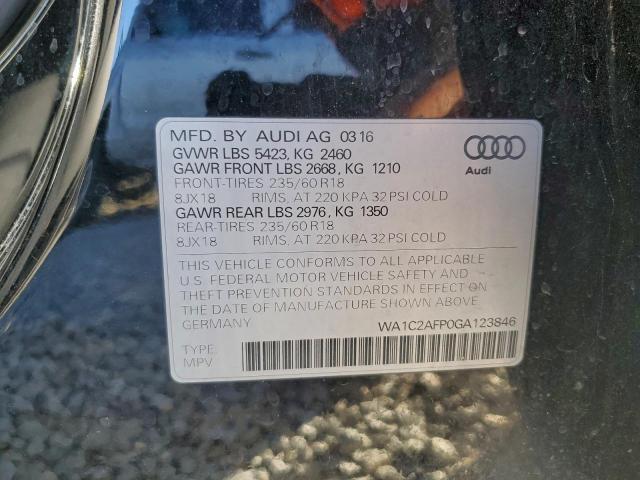 MFD. BY AUDI AG 03 16
GVWR LBS 5423, KG 2460
GAWR FRONT LBS 2668, KG 1210
FRONT-TIRES 235/60 R18
8JX18 RIMS, AT 220 KPA 32 PSI COLD
GAWR REAR LBS 2976, KG 1350
REAR-TIRES 235/60 R18
8JX18 RIMS, AT 220 KPA 32 PSI COLD
Audi
THIS VEHICLE CONFORMS TO ALL APPLICABLE
U.S. FEDERAL MOTOR VEHICLE SAFETY AND
THEFT PREVENTION STANDARDS IN EFFECT ON
THE DATE OF MANUFACTURE SHOWN ABOVE.
GERMANY WA1C2AFP0GA123846
TYPE:
MPV